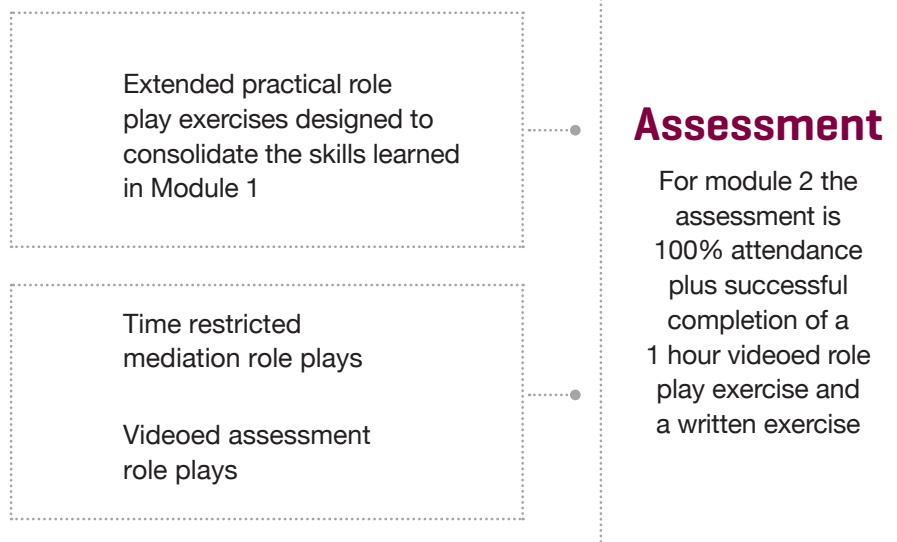 Extended practical role
play exercises designed to
consolidate the skills learned
in Module 1
Time restricted
mediation role plays
Videoed assessment
role plays
Assessment
For module 2 the
assessment is
100% attendance
plus successful
completion of a
1 hour videoed role
play exercise and
a written exercise